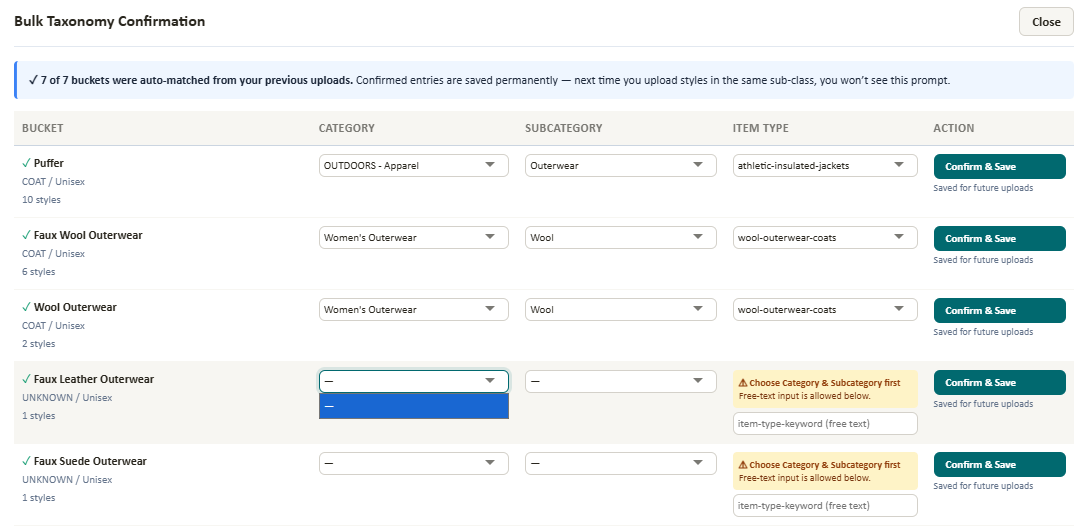 Bulk Taxonomy Confirmation
Close
✓ 7 of 7 buckets were auto-matched from your previous uploads. Confirmed entries are saved permanently — next time you upload styles in the same sub-class, you won't see this prompt.
BUCKET CATEGORY SUBCATEGORY ITEM TYPE ACTION
✓ Puffer
COAT / Unisex
10 styles
OUTDOORS - Apparel
Outerwear
athletic-insulated-jackets
Confirm & Save
Saved for future uploads
✓ Faux Wool Outerwear
COAT / Unisex
6 styles
Women's Outerwear
Wool
wool-outerwear-coats
Confirm & Save
Saved for future uploads
✓ Wool Outerwear
COAT / Unisex
2 styles
Women's Outerwear
Wool
wool-outerwear-coats
Confirm & Save
Saved for future uploads
✓ Faux Leather Outerwear
UNKNOWN / Unisex
1 styles
—
—
—
⚠ Choose Category & Subcategory first
Free-text input is allowed below.
item-type-keyword (free text)
Confirm & Save
Saved for future uploads
✓ Faux Suede Outerwear
UNKNOWN / Unisex
1 styles
—
—
⚠ Choose Category & Subcategory first
Free-text input is allowed below.
item-type-keyword (free text)
Confirm & Save
Saved for future uploads